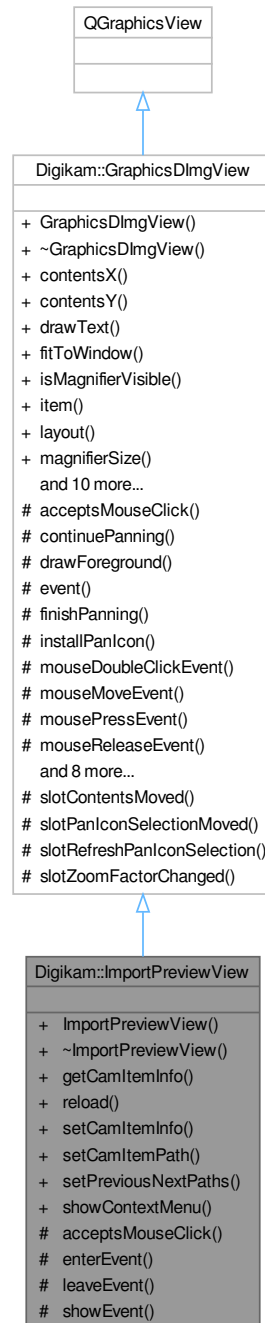 QGraphicsView
Digikam::GraphicsDImgView
+ GraphicsDImgView()
+ ~GraphicsDImgView()
+ contentsX()
+ contentsY()
+ drawText()
+ fitToWindow()
+ isMagnifierVisible()
+ item()
+ layout()
+ magnifierSize()
and 10 more...
# acceptsMouseClick()
# continuePanning()
# drawForeground()
# event()
# finishPanning()
# installPanIcon()
# mouseDoubleClickEvent()
# mouseMoveEvent()
# mousePressEvent()
# mouseReleaseEvent()
and 8 more...
# slotContentsMoved()
# slotPanIconSelectionMoved()
# slotRefreshPanIconSelection()
# slotZoomFactorChanged()
Digikam::ImportPreviewView
+ ImportPreviewView()
+ ~ImportPreviewView()
+ getCamItemInfo()
+ reload()
+ setCamItemInfo()
+ setCamItemPath()
+ setPreviousNextPaths()
+ showContextMenu()
# acceptsMouseClick()
# enterEvent()
# leaveEvent()
# showEvent()